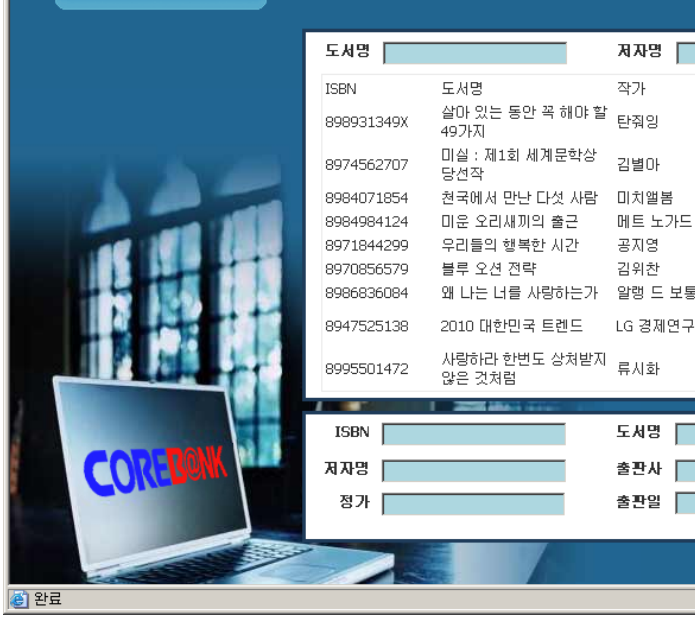 도서명 저자명
ISBN 도서명 작가
898931349X 살아 있는 동안 꼭 해야 할 49가지 탄줘잉
8974562707 미실 : 제1회 세계문학상 당선작 김별아
8984071854 천국에서 만난 다섯 사람 미치앨봄
8984984124 미운 오리새끼의 출근 메트 노가드
8971844299 우리들의 행복한 시간 공지영
8970856579 블루 오션 전략 김위찬
8986836084 왜 나는 너를 사랑하는가 알랭 드 보통
8947525138 2010 대한민국 트렌드 LG 경제연구
8995501472 사랑하라 한번도 상처받지 않은 것처럼 류시화
ISBN 도서명
저자명 출판사
정가 출판일
COREB@NK
완료